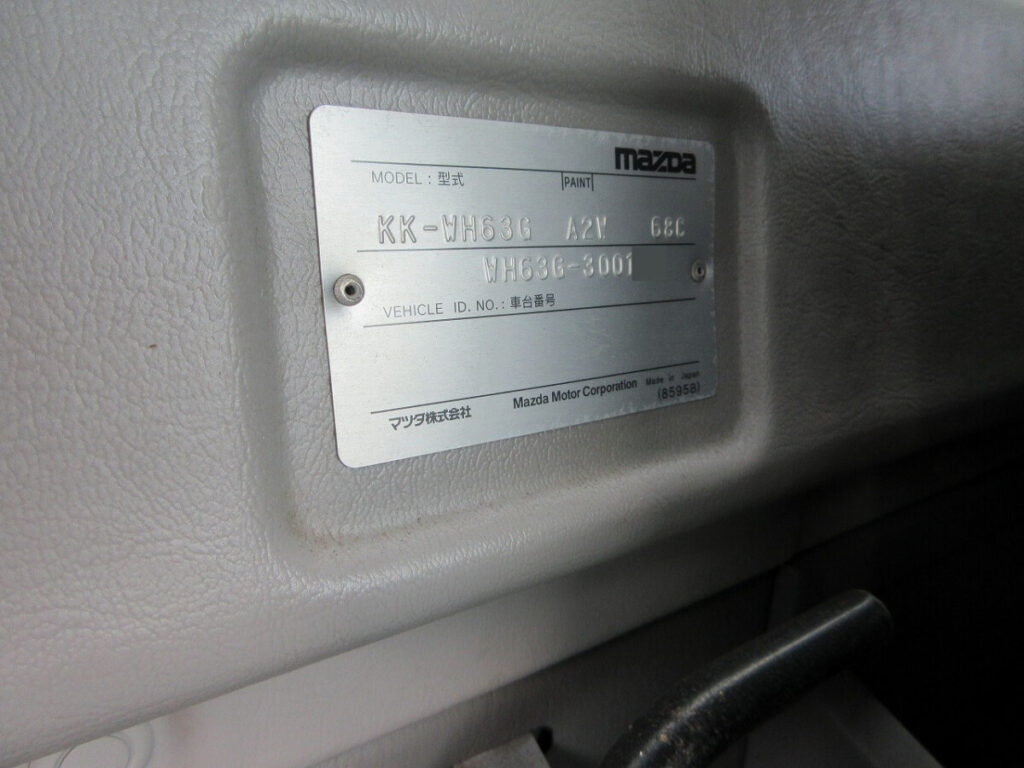 mazda
MODEL : 型式 PAINT
KK-WH63G A2V 68C
WH63G-3001
VEHICLE ID. NO. : 車台番号
マツダ株式会社 Mazda Motor Corporation Made in Japan
(85958)